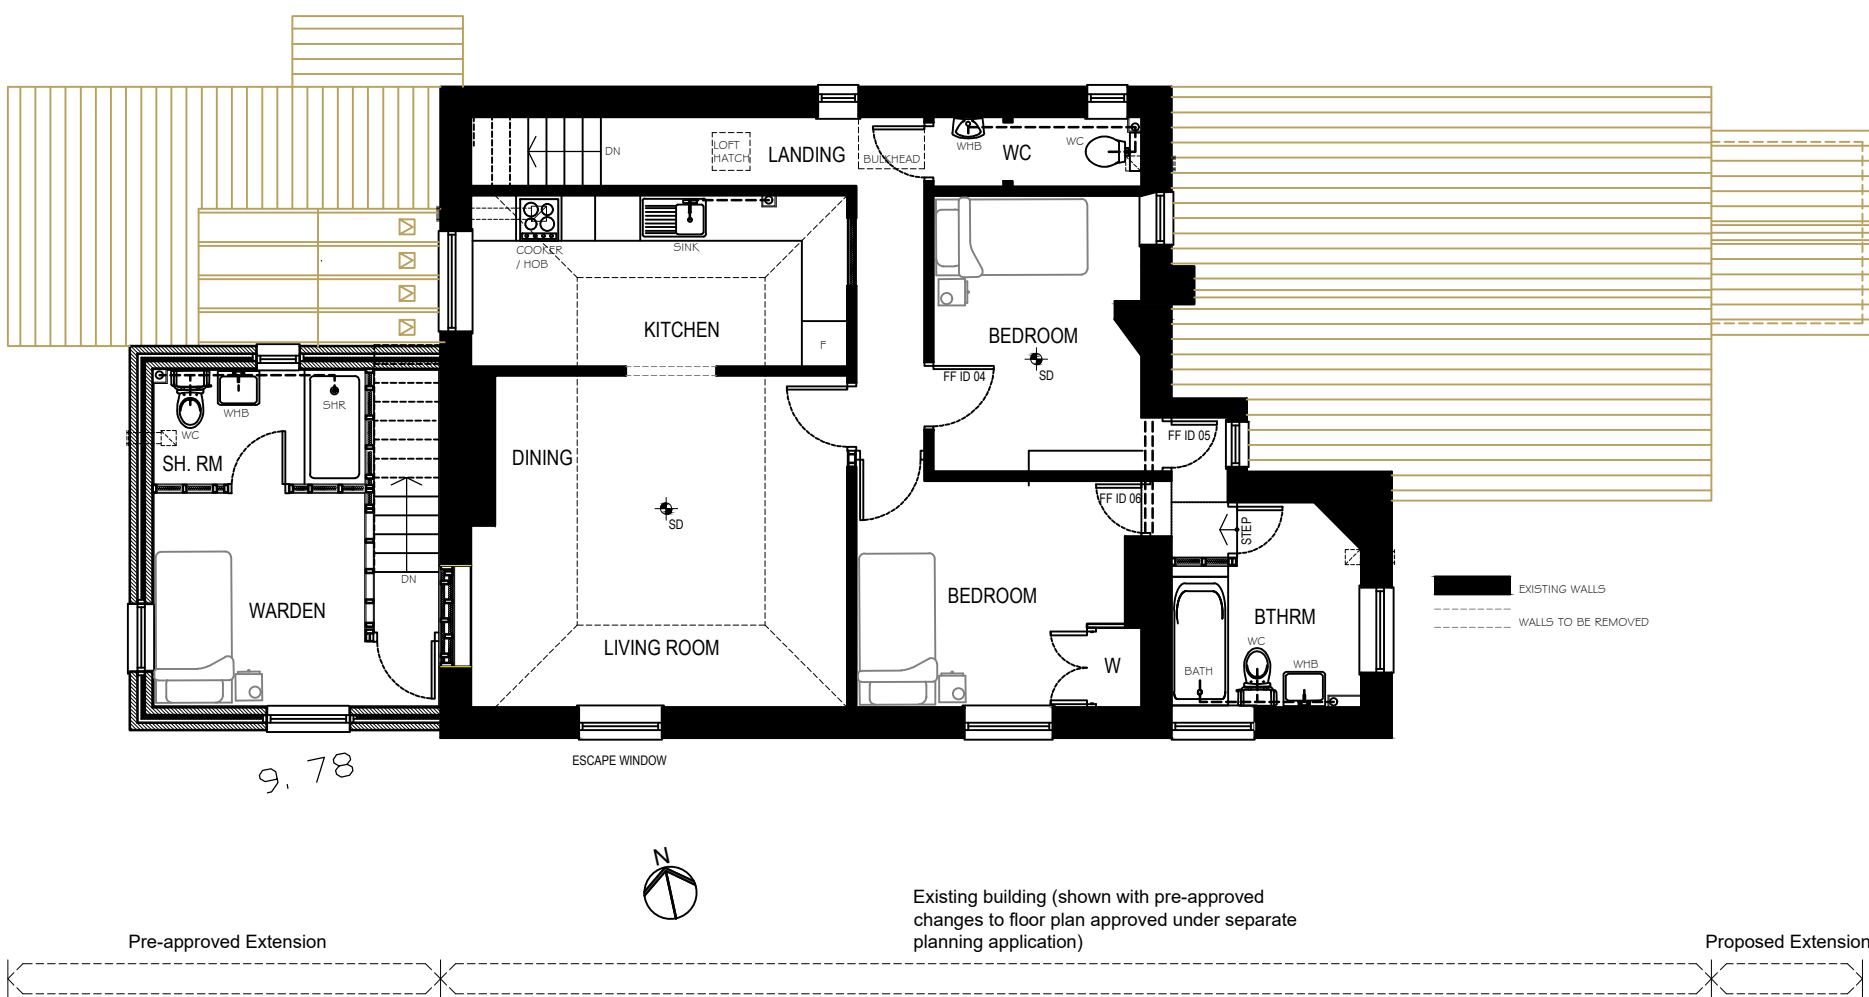 DN
LOFT
HATCH
LANDING
BULKHEAD
WHB
WC
WC
COOKER
/ HOB
SINK
KITCHEN
F
BEDROOM
SD
FF ID 04
SHR
WHB
WC
SH. RM
DINING
FF ID 05
SD
FF ID 06
STEP
DN
WARDEN
LIVING ROOM
BEDROOM
W
BTHRM
WC
BATH
WHB
EXISTING WALLS
WALLS TO BE REMOVED
ESCAPE WINDOW
9.78
N
Existing building (shown with pre-approved
changes to floor plan approved under separate
planning application)
Pre-approved Extension
Proposed Extension